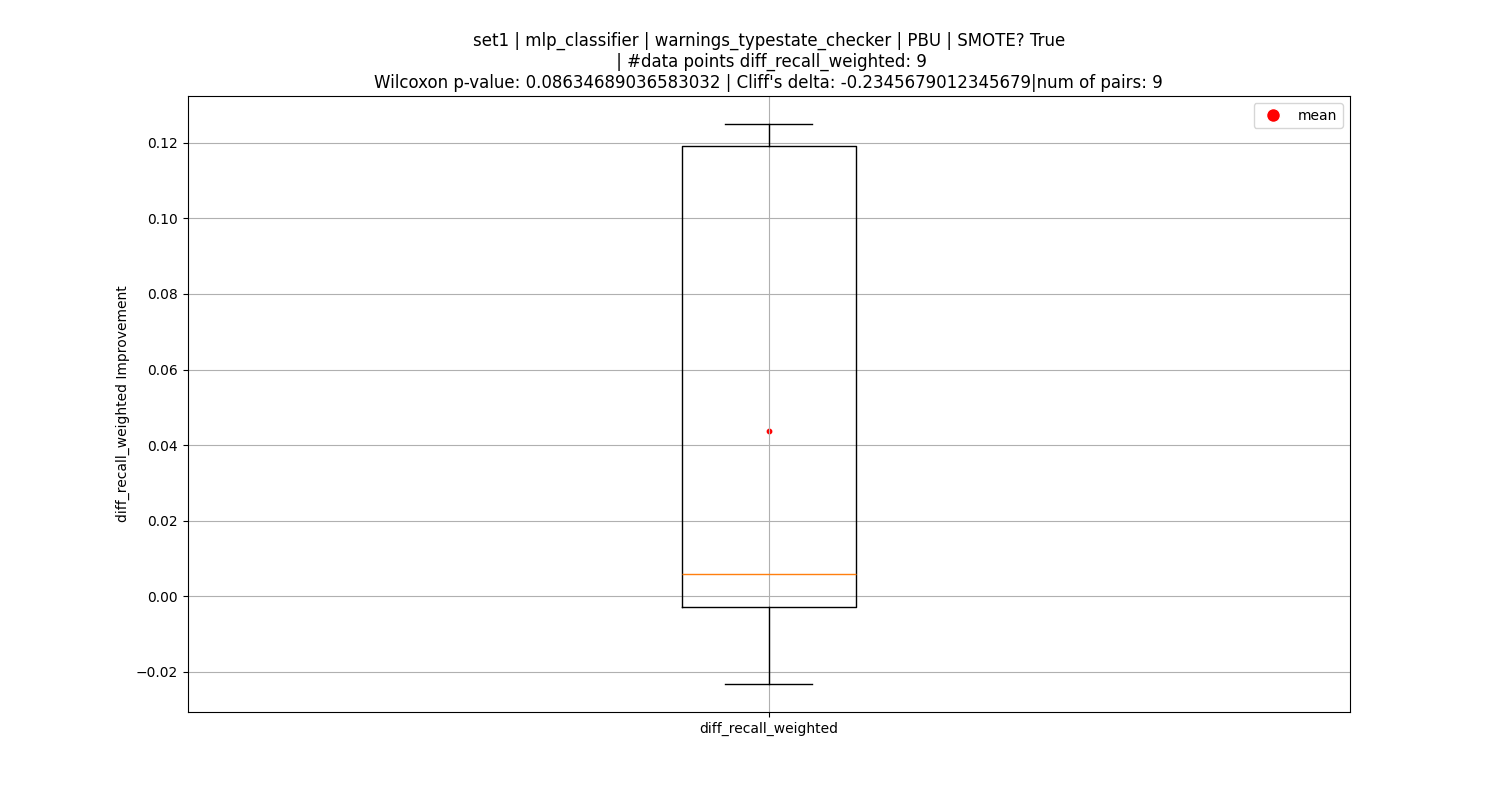 set1 | mlp_classifier | warnings_typestate_checker | PBU | SMOTE? True
| #data points diff_recall_weighted: 9
Wilcoxon p-value: 0.08634689036583032 | Cliff's delta: -0.2345679012345679|num of pairs: 9
mean
0.12
0.10
0.08
0.06
0.04
0.02
0.00
−0.02
diff_recall_weighted Improvement
diff_recall_weighted